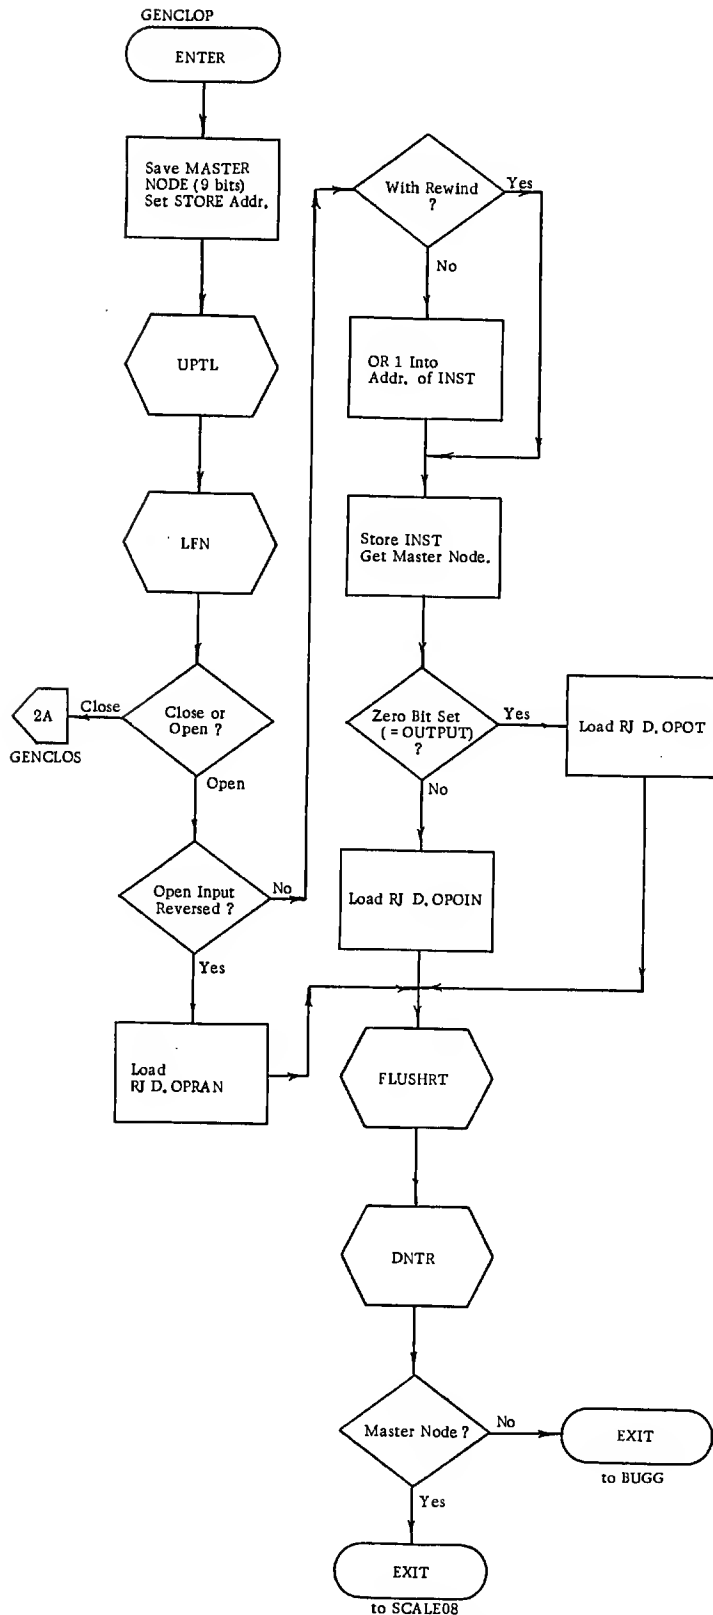 GENCLOP
ENTER
Save MASTER
NODE (9 bits)
Set STORE Addr.
UPTL
LFN
Close or
Open ?
Close
2A
GENCLOS
Open
Open Input
Reversed ?
No
Yes
Load
RJ D. OPRAN
With Rewind
?
Yes
No
OR 1 Into
Addr. of INST
Store INST
Get Master Node.
Zero Bit Set
( = OUTPUT)
?
Yes
Load RJ D. OPOT
No
Load RJ D. OPOIN
FLUSHRT
DNTR
Master Node ?
No
EXIT
to BUGG
Yes
EXIT
to SCALE08